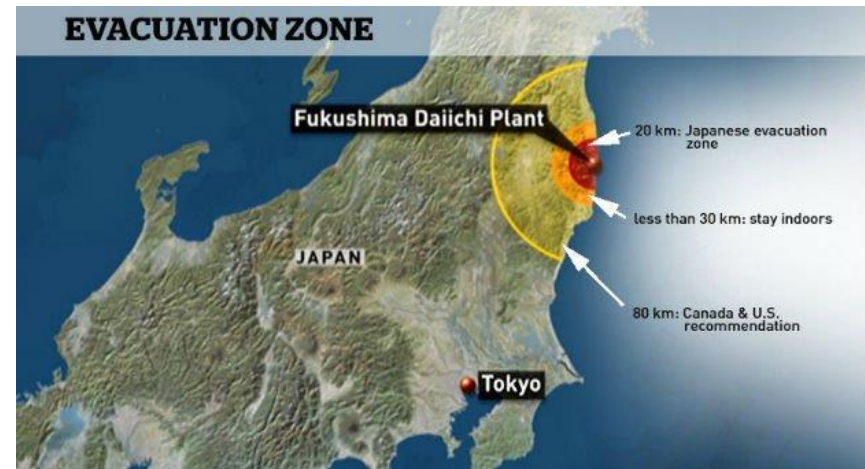 EVACUATION ZONE
Fukushima Daiichi Plant
20 km: Japanese evacuation
zone
less than 30 km: stay indoors
JAPAN
80 km: Canada & U.S.
recommendation
Tokyo